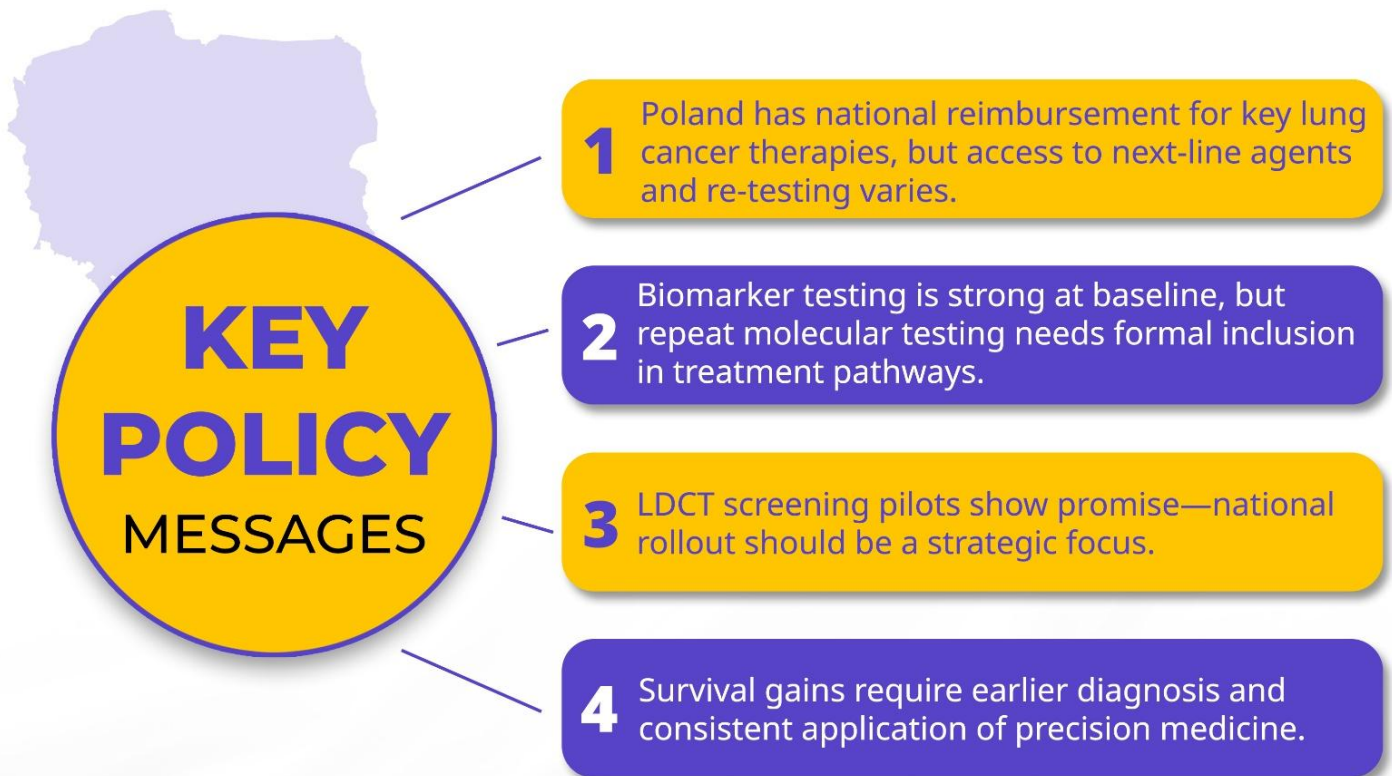 KEY
POLICY
MESSAGES
1
Poland has national reimbursement for key lung
cancer therapies, but access to next-line agents
and re-testing varies.
2
Biomarker testing is strong at baseline, but
repeat molecular testing needs formal inclusion
in treatment pathways.
3
LDCT screening pilots show promise—national
rollout should be a strategic focus.
4
Survival gains require earlier diagnosis and
consistent application of precision medicine.